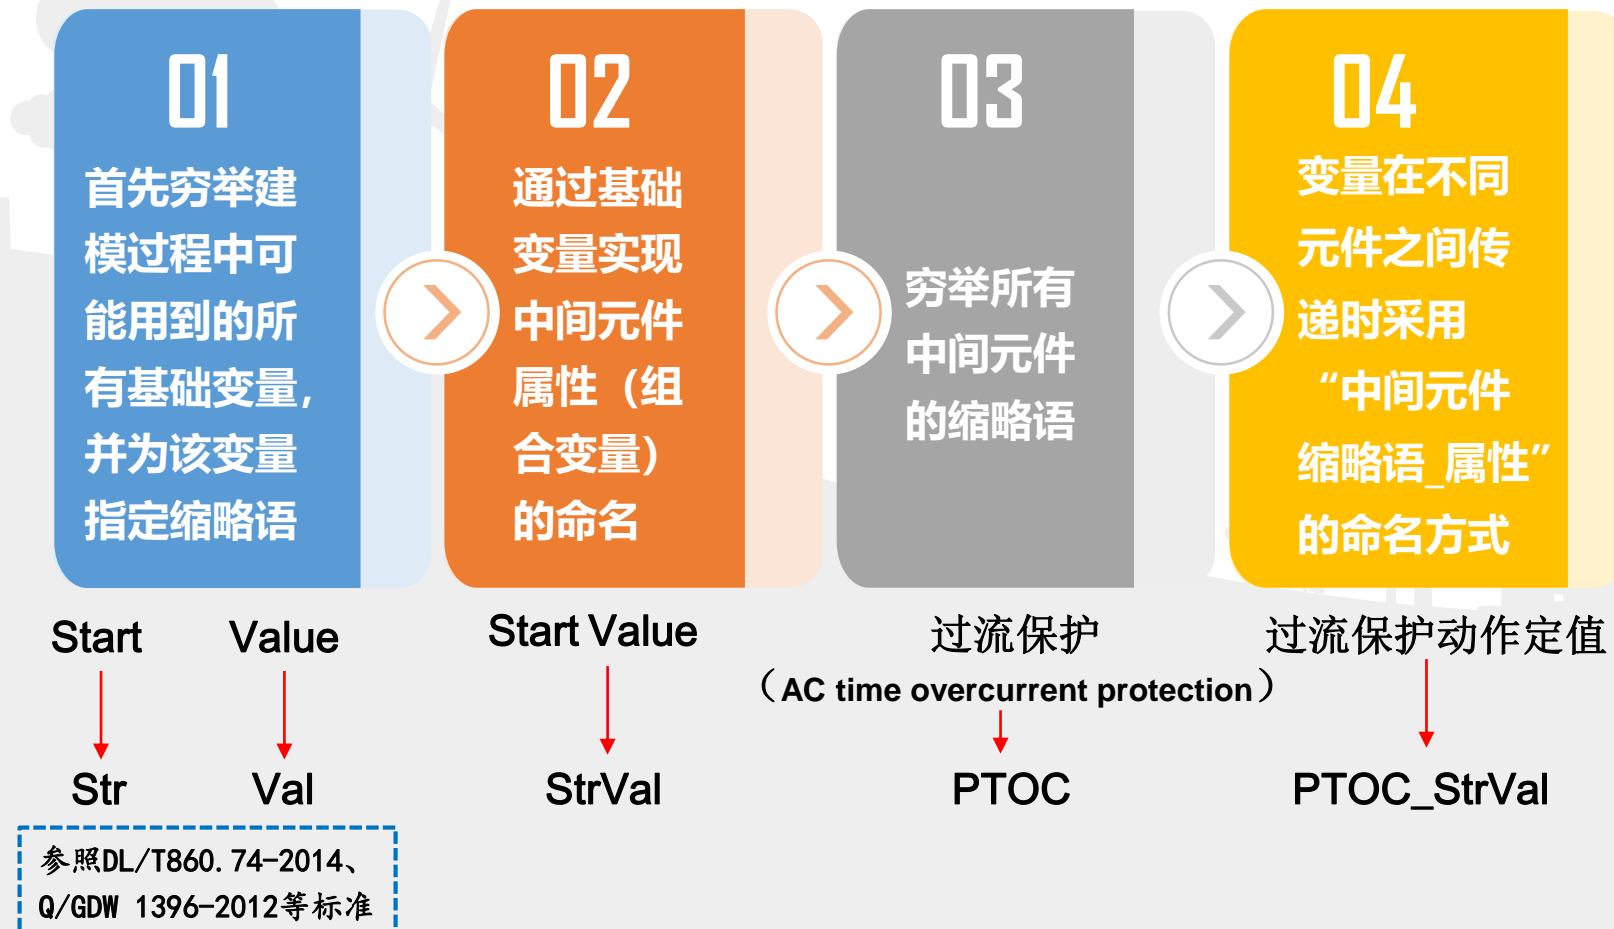 01
首先穷举建
模过程中可
能用到的所
有基础变量，
并为该变量
指定缩略语
02
通过基础
变量实现
中间元件
属性（组
合变量）
的命名
03
穷举所有
中间元件
的缩略语
04
变量在不同
元件之间传
递时采用
“中间元件
缩略语_属性”
的命名方式
Start
Value
Str
Val
参照DL/T860.74-2014、
Q/GDW 1396-2012等标准
Start Value
StrVal
过流保护
（AC time overcurrent protection）
PTOC
过流保护动作定值
PTOC_StrVal